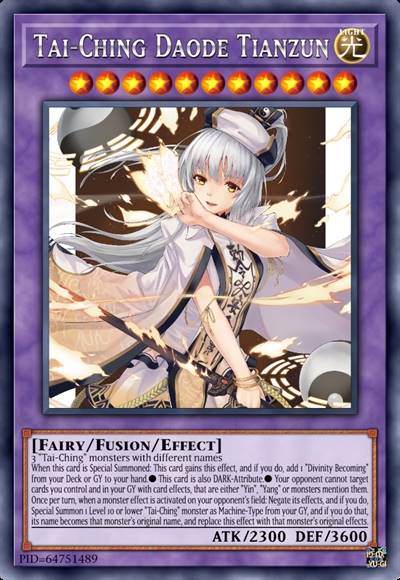 TAI-CHING DAODE TIANZUN
LIGHT
光
[FAIRY/FUSION/EFFECT]
3 "Tai-Ching" monsters with different names
When this card is Special Summoned: This card gains this effect, and if you do, add 1 "Divinity Becoming"
from your Deck or GY to your hand.● This card is also DARK-Attribute.● Your opponent cannot target
cards you control and in your GY with card effects, that are either "Yin", "Yang" or monsters mention them.
Once per turn, when a monster effect is activated on your opponent's field: Negate its effects, and if you do,
Special Summon 1 Level 10 or lower "Tai-Ching" monster as Machine-Type from your GY, and if you do that,
its name becomes that monster's original name, and replace this effect with that monster's original effects.
ATK/2300 DEF/3600
PID=64751489